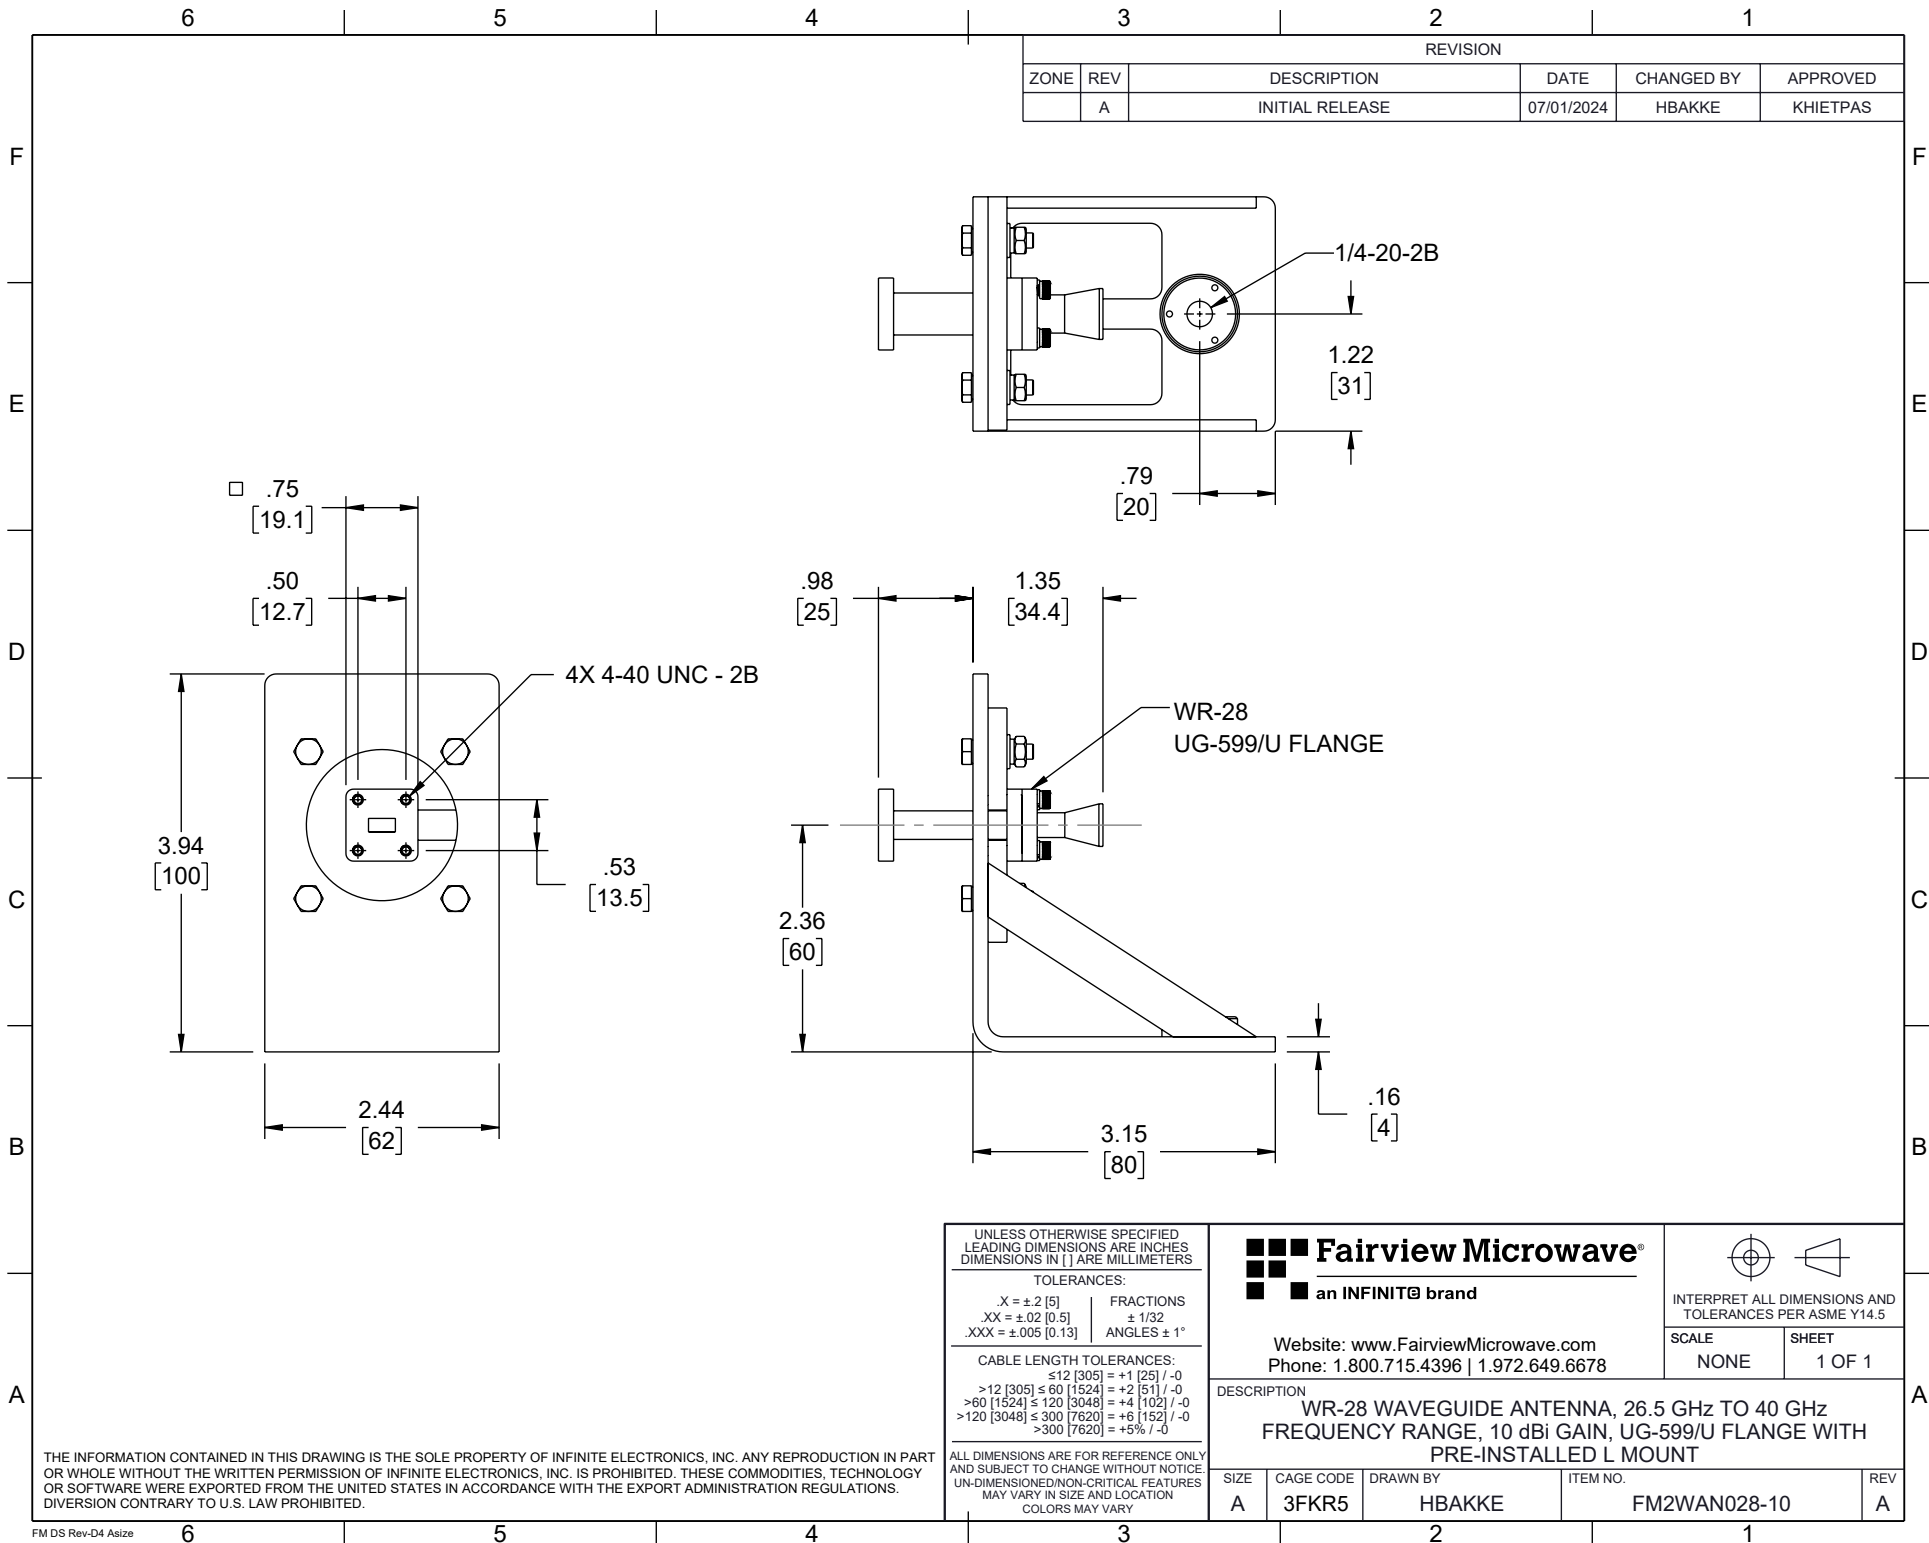 6 5 4 3 2 1
REVISION
ZONE REV DESCRIPTION DATE CHANGED BY APPROVED
A INITIAL RELEASE 07/01/2024 HBAKKE KHIETPAS
F F
1/4-20-2B
1.22
[31]
E E
.79
[20]
□ .75
[19.1]
.50
[12.7]
.98
[25]
1.35
[34.4]
D D
4X 4-40 UNC - 2B
WR-28
UG-599/U FLANGE
3.94
[100]
.53
[13.5]
C C
2.36
[60]
.16
[4]
2.44
[62]
3.15
[80]
B B
UNLESS OTHERWISE SPECIFIED
LEADING DIMENSIONS ARE INCHES
DIMENSIONS IN [ ] ARE MILLIMETERS
TOLERANCES:
.X = ±.2 [5]
.XX = ±.02 [0.5]
.XXX = ±.005 [0.13]
FRACTIONS
± 1/32
ANGLES ± 1°
CABLE LENGTH TOLERANCES:
≤12 [305] = +1 [25] / -0
>12 [305] ≤ 60 [1524] = +2 [51] / -0
>60 [1524] ≤ 120 [3048] = +4 [102] / -0
>120 [3048] ≤ 300 [7620] = +6 [152] / -0
>300 [7620] = +5% / -0
ALL DIMENSIONS ARE FOR REFERENCE ONLY
AND SUBJECT TO CHANGE WITHOUT NOTICE.
UN-DIMENSIONED/NON-CRITICAL FEATURES
MAY VARY IN SIZE AND LOCATION
COLORS MAY VARY
Fairview Microwave®
an INFINITE brand
Website: www.FairviewMicrowave.com
Phone: 1.800.715.4396 | 1.972.649.6678
INTERPRET ALL DIMENSIONS AND
TOLERANCES PER ASME Y14.5
SCALE
NONE
SHEET
1 OF 1
DESCRIPTION
WR-28 WAVEGUIDE ANTENNA, 26.5 GHz TO 40 GHz
FREQUENCY RANGE, 10 dBi GAIN, UG-599/U FLANGE WITH
PRE-INSTALLED L MOUNT
SIZE
A
CAGE CODE
3FKR5
DRAWN BY
HBAKKE
ITEM NO.
FM2WAN028-10
REV
A
A A
THE INFORMATION CONTAINED IN THIS DRAWING IS THE SOLE PROPERTY OF INFINITE ELECTRONICS, INC. ANY REPRODUCTION IN PART
OR WHOLE WITHOUT THE WRITTEN PERMISSION OF INFINITE ELECTRONICS, INC. IS PROHIBITED. THESE COMMODITIES, TECHNOLOGY
OR SOFTWARE WERE EXPORTED FROM THE UNITED STATES IN ACCORDANCE WITH THE EXPORT ADMINISTRATION REGULATIONS.
DIVERSION CONTRARY TO U.S. LAW PROHIBITED.
FM DS Rev-D4 Asize
6 5 4 3 2 1